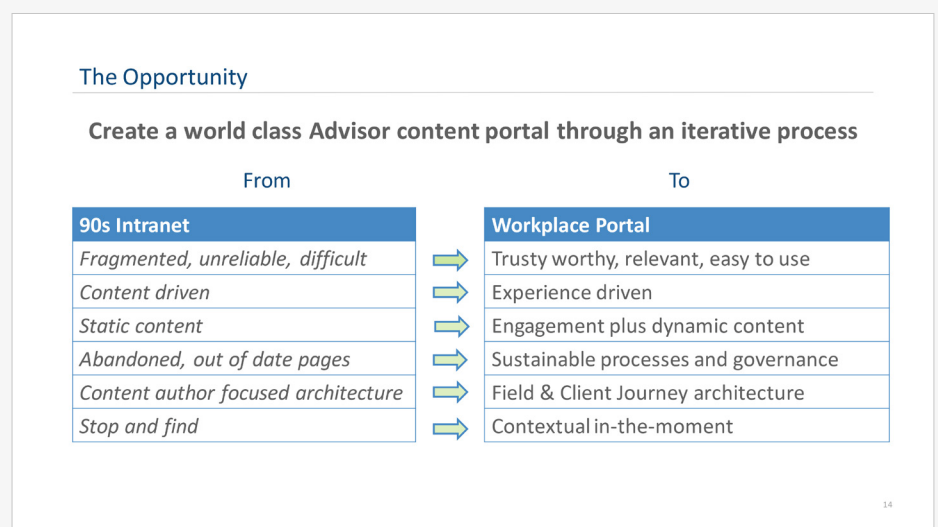 The Opportunity
Create a world class Advisor content portal through an iterative process
From
To
90s Intranet
Workplace Portal
Fragmented, unreliable, difficult
Trusty worthy, relevant, easy to use
Content driven
Experience driven
Static content
Engagement plus dynamic content
Abandoned, out of date pages
Sustainable processes and governance
Content author focused architecture
Field & Client Journey architecture
Stop and find
Contextual in-the-moment
14